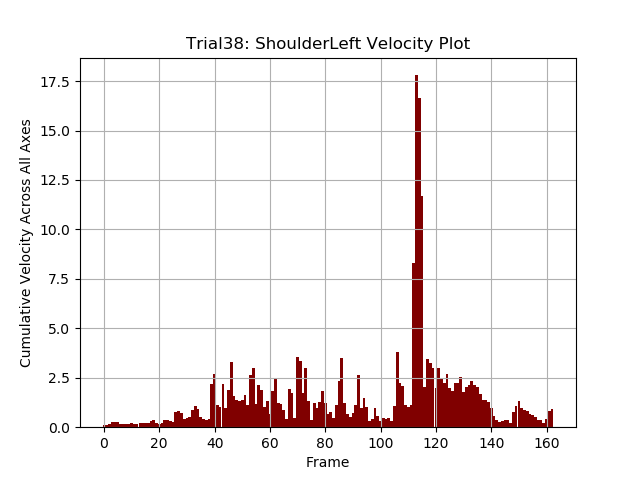 Trial38: ShoulderLeft Velocity Plot
17.5
15.0
12.5
10.0
7.5
5.0
2.5
0.0
Cumulative Velocity Across All Axes
0 20 40 60 80 100 120 140 160
Frame